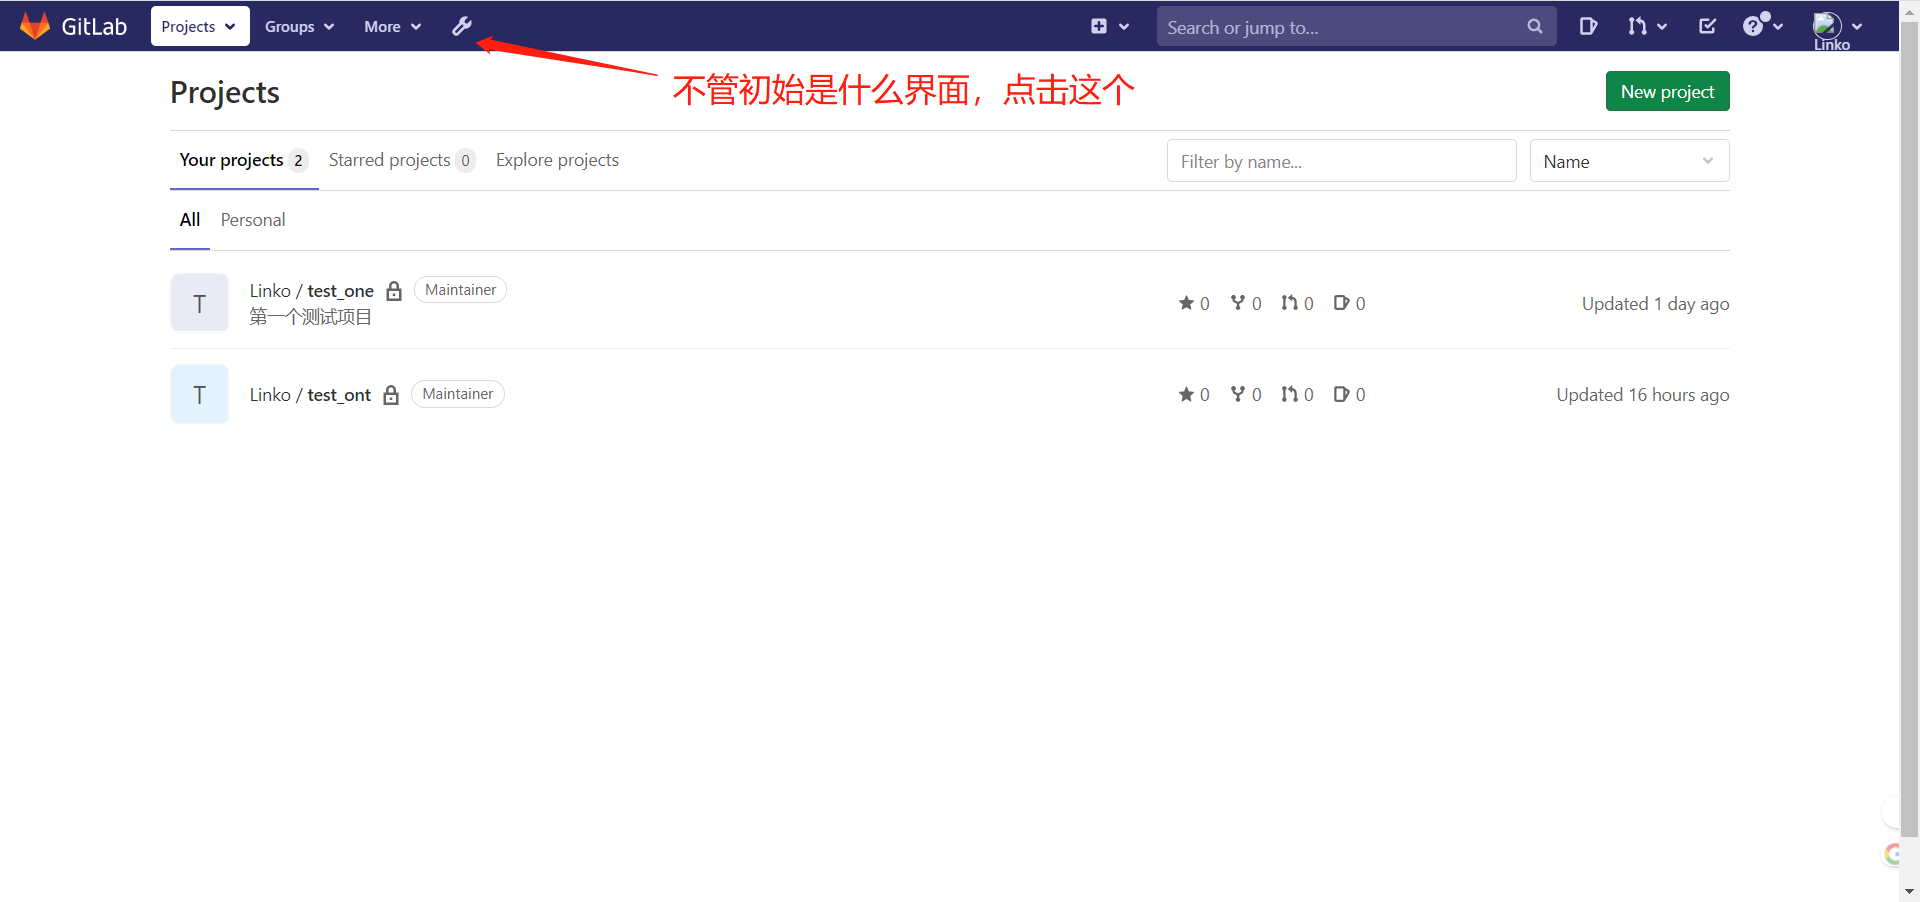 GitLab Projects Groups More Search or jump to... Linko
不管初始是什么界面，点击这个
Projects New project
Your projects 2 Starred projects 0 Explore projects Filter by name... Name
All Personal
T Linko / test_one Maintainer 0 0 0 0 Updated 1 day ago
第一个测试项目
T Linko / test_ont Maintainer 0 0 0 0 Updated 16 hours ago